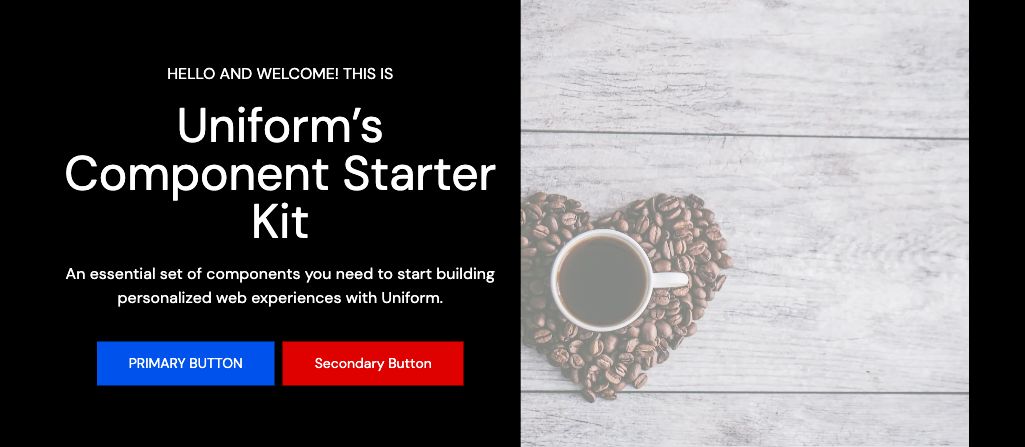 HELLO AND WELCOME! THIS IS
Uniform’s
Component Starter
Kit
An essential set of components you need to start building
personalized web experiences with Uniform.
PRIMARY BUTTON
Secondary Button